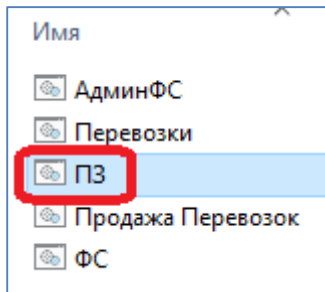 Имя
АдминФС
Перевозки
ПЗ
Продажа Перевозок
ФС